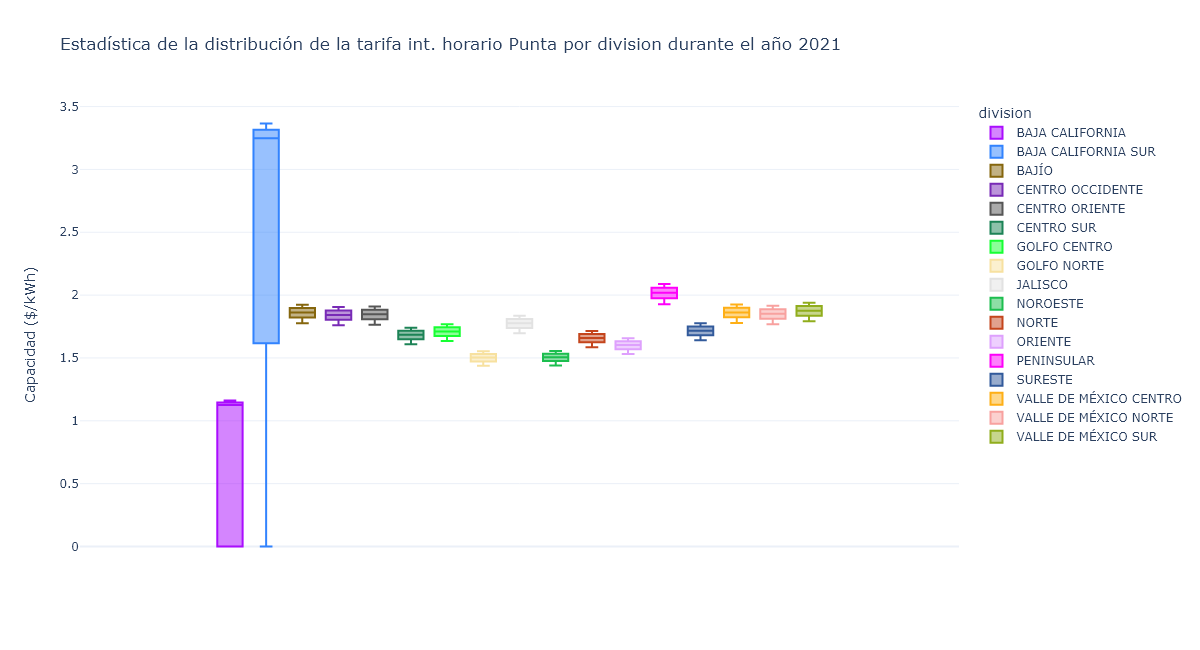 Estadística de la distribución de la tarifa int. horario Punta por division durante el año 2021
Capacidad ($/kWh)
3.5
3
2.5
2
1.5
1
0.5
0
division
BAJA CALIFORNIA
BAJA CALIFORNIA SUR
BAJÍO
CENTRO OCCIDENTE
CENTRO ORIENTE
CENTRO SUR
GOLFO CENTRO
GOLFO NORTE
JALISCO
NOROESTE
NORTE
ORIENTE
PENINSULAR
SURESTE
VALLE DE MÉXICO CENTRO
VALLE DE MÉXICO NORTE
VALLE DE MÉXICO SUR